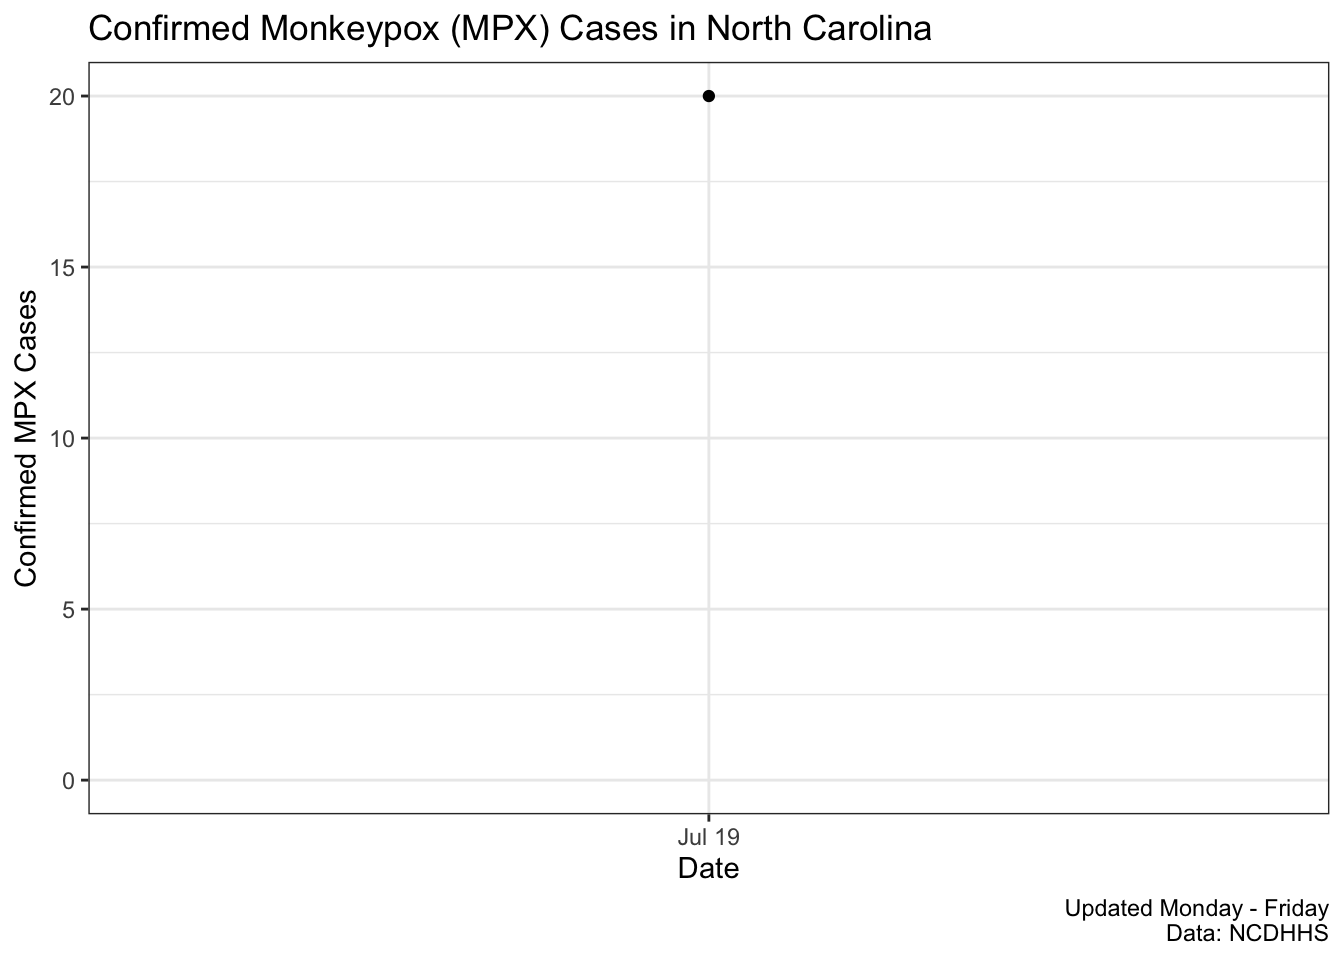 Confirmed Monkeypox (MPX) Cases in North Carolina
Confirmed MPX Cases
20
15
10
5
0
Jul 19
Date
Updated Monday - Friday
Data: NCDHHS